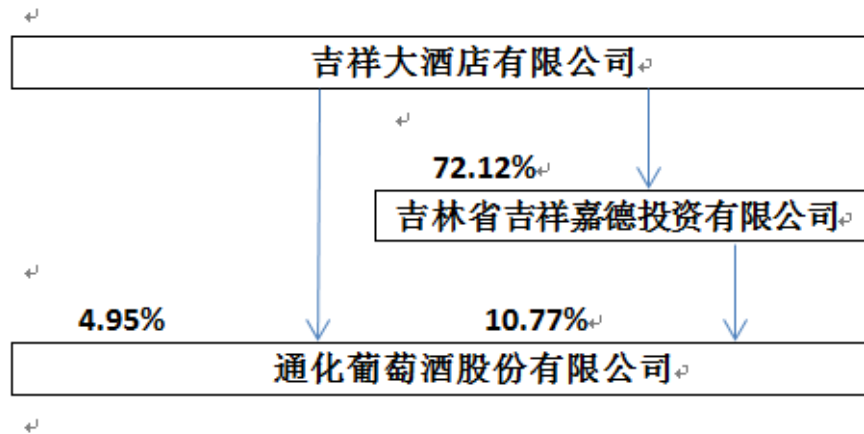 吉祥大酒店有限公司
72.12%
吉林省吉祥嘉德投资有限公司
4.95% 10.77%
通化葡萄酒股份有限公司